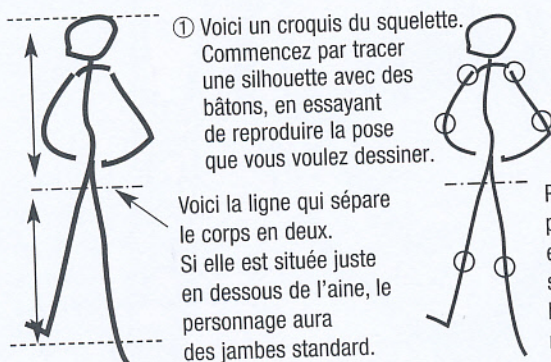 ① Voici un croquis du squelette.
Commencez par tracer
une silhouette avec des
bâtons, en essayant
de reproduire la pose
que vous voulez dessiner.
Voici la ligne qui sépare
le corps en deux.
Si elle est située juste
en dessous de l'aine, le
personnage aura
des jambes standard.